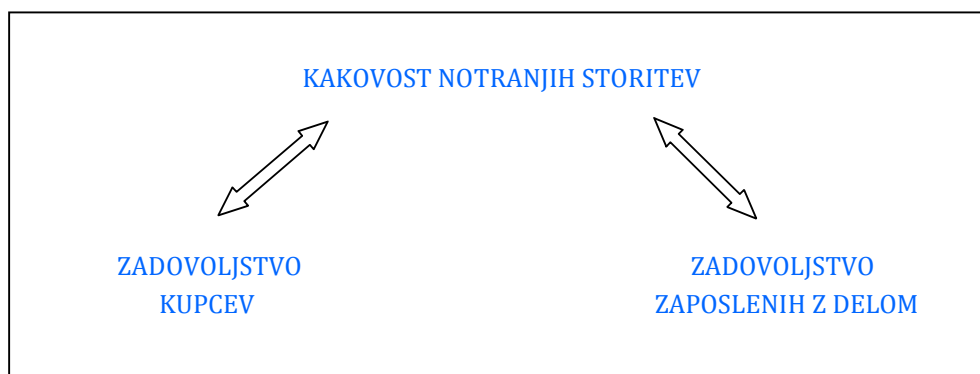 KAKOVOST NOTRANJIH STORITEV
ZADOVOLJSTVO
KUPCEV
ZADOVOLJSTVO
ZAPOSLENIH Z DELOM